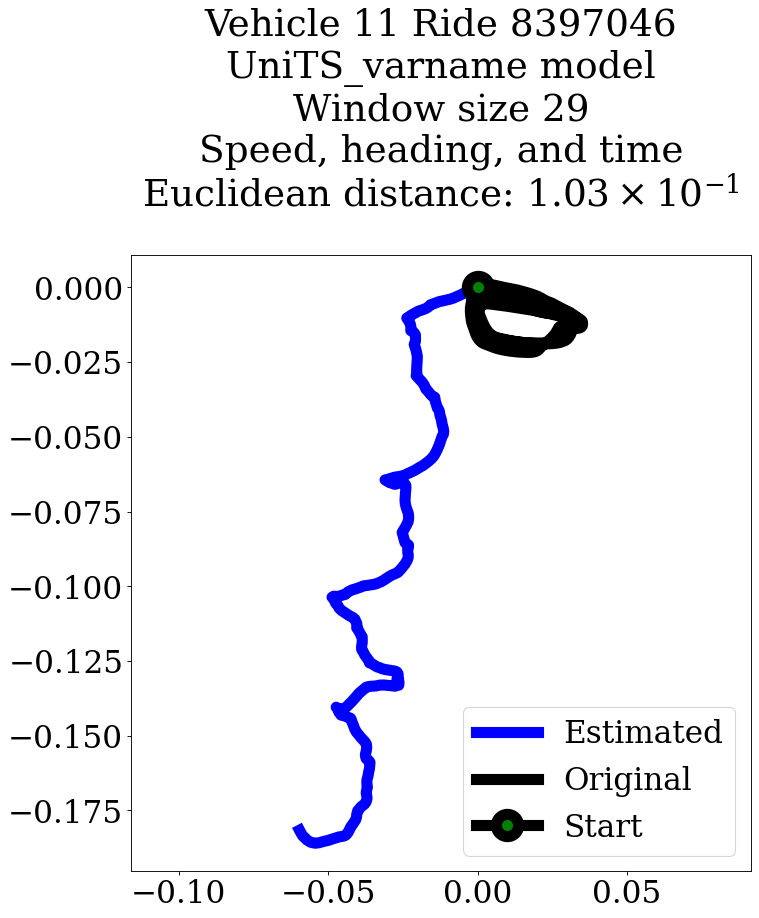 Vehicle 11 Ride 8397046
UniTS_varname model
Window size 29
Speed, heading, and time
Euclidean distance: 1.03 × 10⁻¹
0.000
−0.025
−0.050
−0.075
−0.100
−0.125
−0.150
−0.175
Estimated
Original
Start
−0.10
−0.05
0.00
0.05